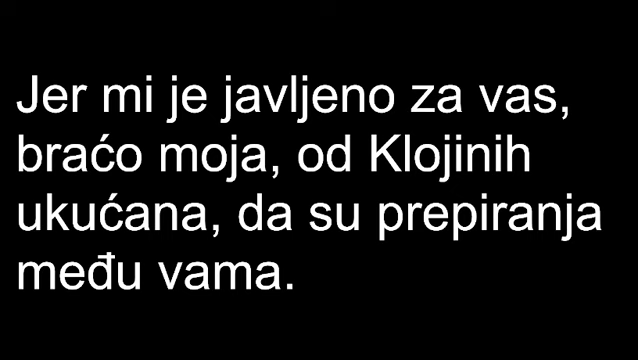 Jer mi je javljeno za vas,
braćo moja, od Klojinih
ukućana, da su prepiranja
među vama.